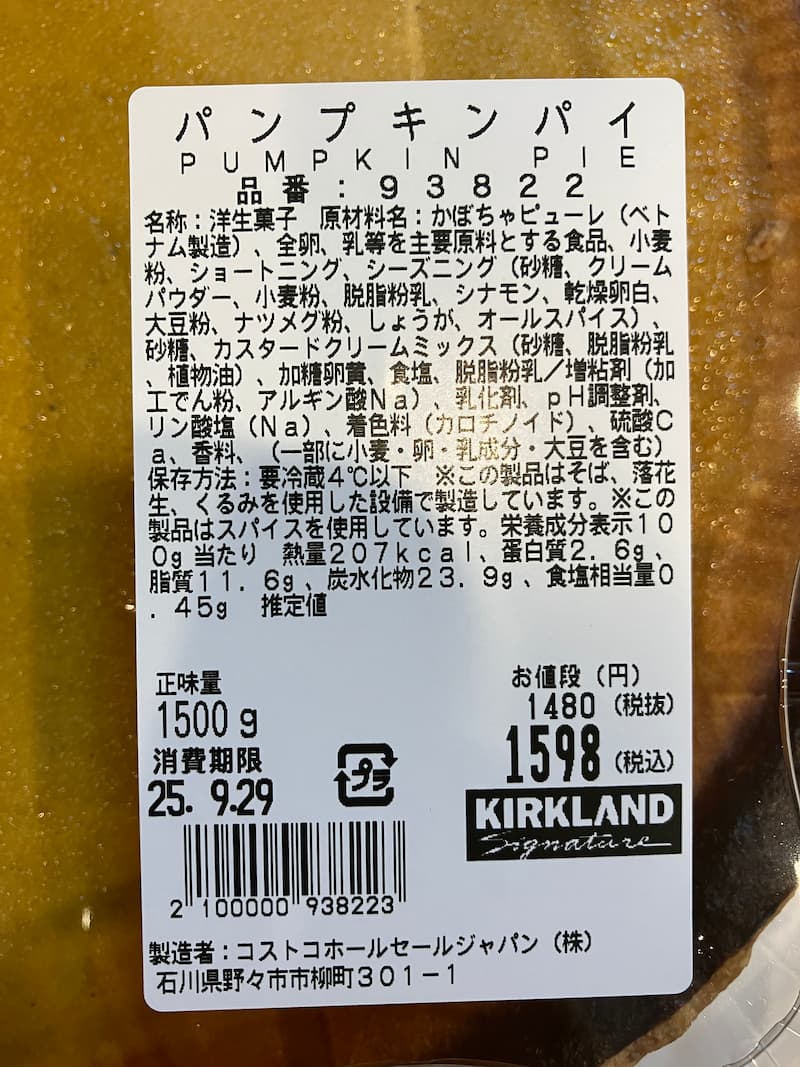 パンプキンパイ
PUMPKIN PIE
品番:93822
名称:洋生菓子 原材料名:かぼちゃピューレ(ベト
ナム製造)、全卵、乳等を主要原料とする食品、小麦
粉、ショートニング、シーズニング(砂糖、クリーム
パウダー、小麦粉、脱脂粉乳、シナモン、乾燥卵白、
大豆粉、ナツメグ粉、しょうが、オールスパイス)、
砂糖、カスタードクリームミックス(砂糖、脱脂粉乳
、植物油)、加糖卵黄、食塩、脱脂粉乳/増粘剤(加
工でん粉、アルギン酸Na)、乳化剤、pH調整剤、
リン酸塩(Na)、着色料(カロチノイド)、硫酸C
a、香料、(一部に小麦・卵・乳成分・大豆を含む)
保存方法:要冷蔵4℃以下 ※この製品はそば、落花
生、くるみを使用した設備で製造しています。※この
製品はスパイスを使用しています。栄養成分表示10
0g当たり 熱量207kcal、蛋白質2.6g、
脂質11.6g、炭水化物23.9g、食塩相当量0
.45g 推定値
正味量
1500g
お値段(円)
1480(税抜)
1598(税込)
消費期限
25.9.29
プラ
KIRKLAND
Signature
2 100000 938223
製造者:コストコホールセールジャパン(株)
石川県野々市市柳町301-1